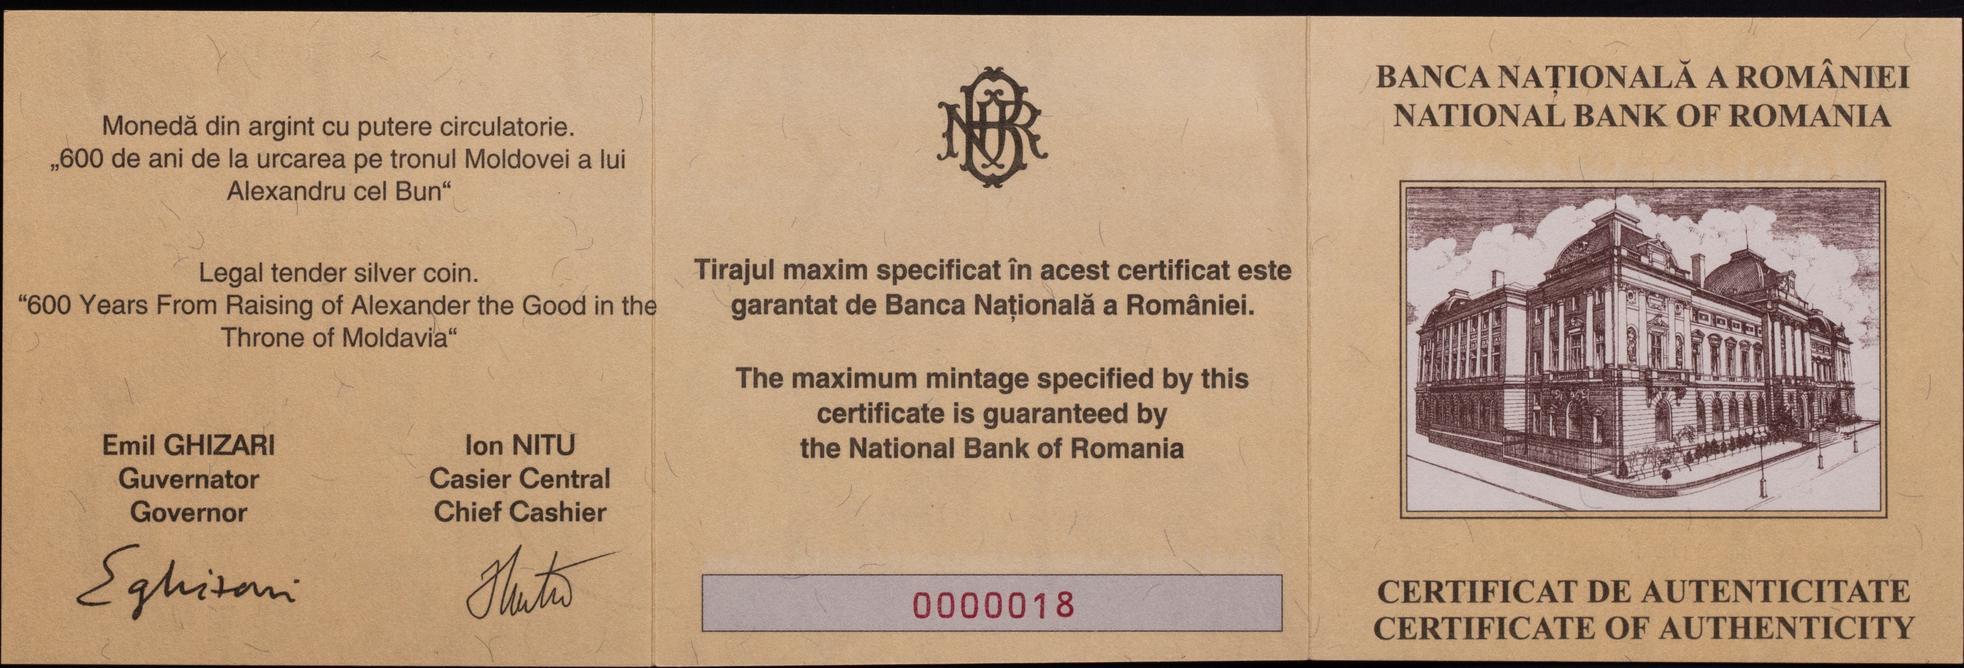 Monedă din argint cu putere circulatorie.
„600 de ani de la urcarea pe tronul Moldovei a lui
Alexandru cel Bun“
Legal tender silver coin.
“600 Years From Raising of Alexander the Good in the
Throne of Moldavia“
Emil GHIZARI
Guvernator
Governor
Eghizari
Ion NITU
Casier Central
Chief Cashier
BNR
Tirajul maxim specificat în acest certificat este
garantat de Banca Națională a României.
The maximum mintage specified by this
certificate is guaranteed by
the National Bank of Romania
0000018
BANCA NAȚIONALĂ A ROMÂNIEI
NATIONAL BANK OF ROMANIA
CERTIFICAT DE AUTENTICITATE
CERTIFICATE OF AUTHENTICITY